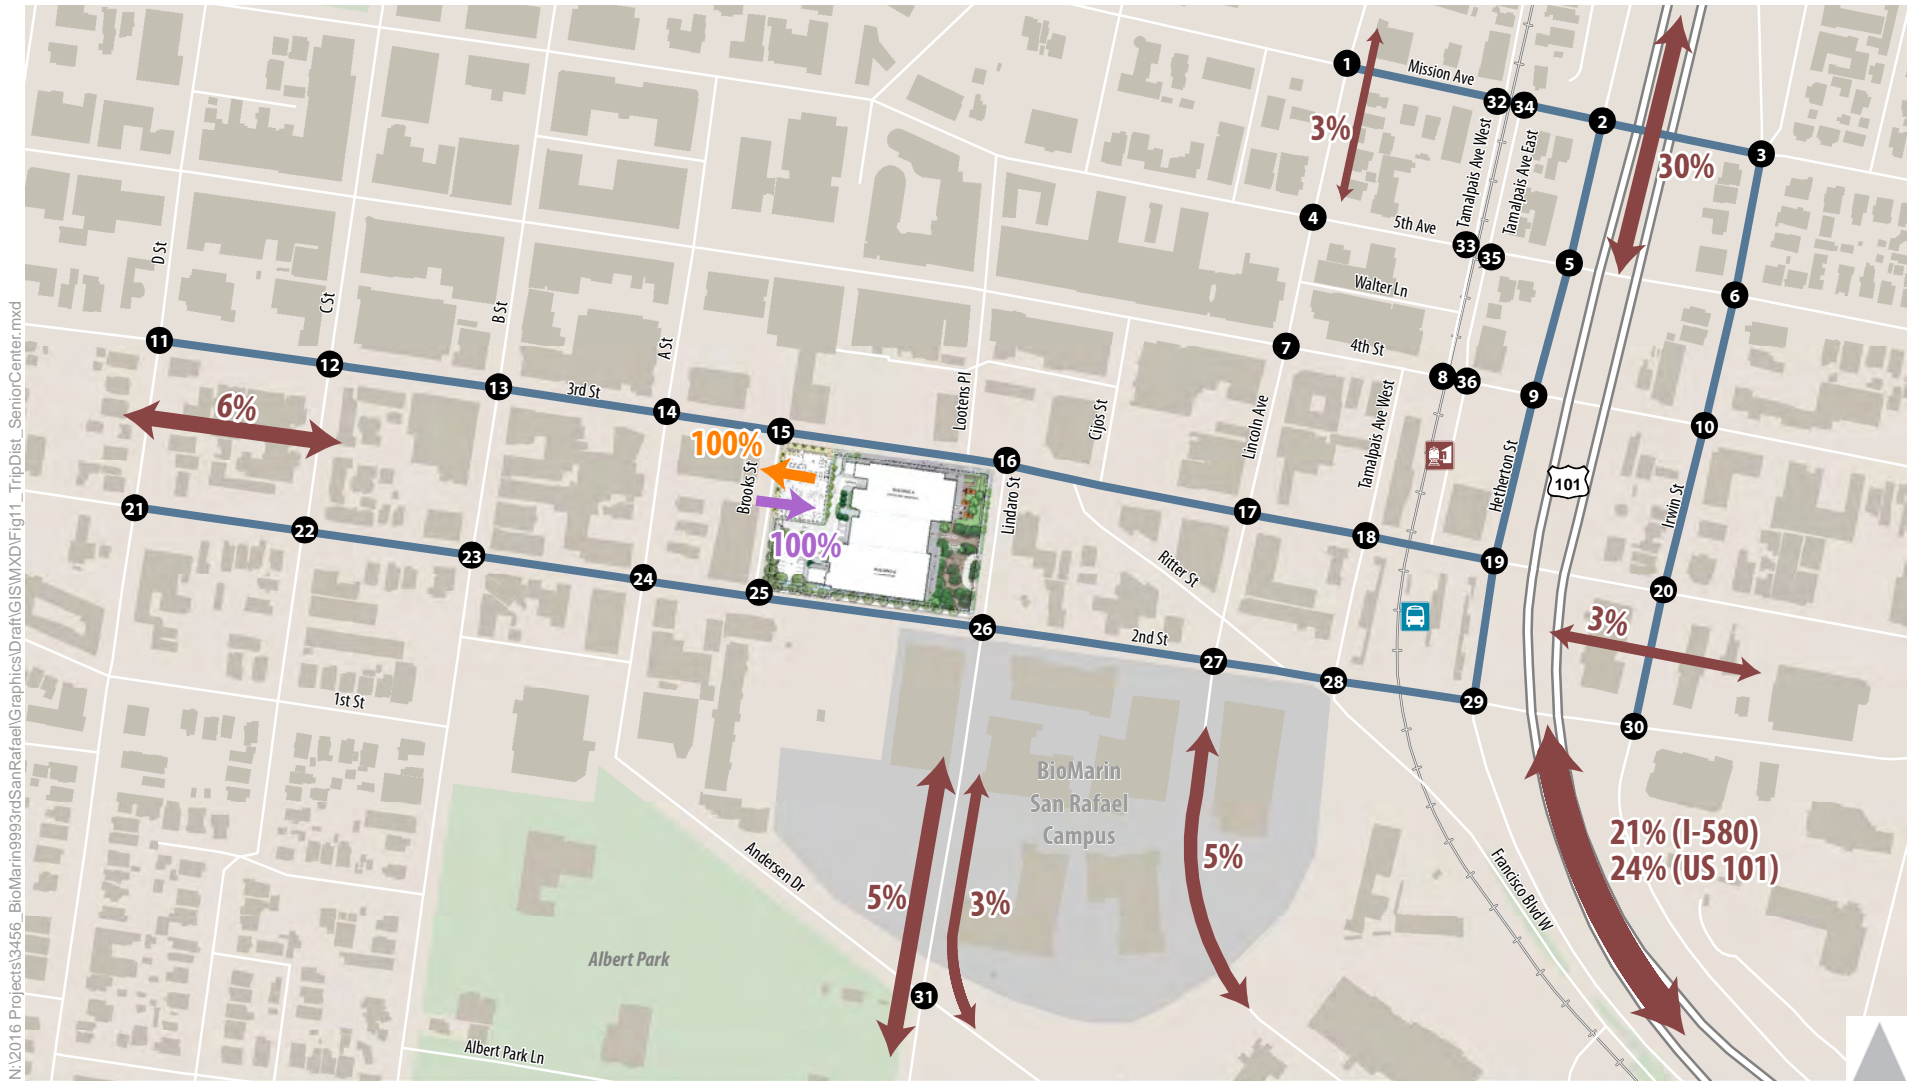 1
Mission Ave
32
34
2
3
3%
30%
Tamalpais Ave West
Tamalpais Ave East
4
5th Ave
33
35
5
6
D St
C St
B St
A St
Walter Ln
11
12
13
3rd St
14
15
7
4th St
8
36
9
10
6%
100%
Lootens Pl
Cijos St
Lincoln Ave
Tamalpais Ave West
Hetherton St
101
Irwin St
16
Brooks St
Lindaro St
100%
17
18
19
20
21
22
23
24
25
26
Ritter St
2nd St
27
28
29
30
3%
1st St
BioMarin
San Rafael
Campus
21% (I-580)
24% (US 101)
Andersen Dr
5%
3%
5%
Francisco Blvd W
Albert Park
31
Albert Park Ln
N:\2016 Projects\3456_BioMarin9993rdSanRafael\Graphics\Draft\GIS\MXD\Fig11_TripDist_SeniorCenter.mxd